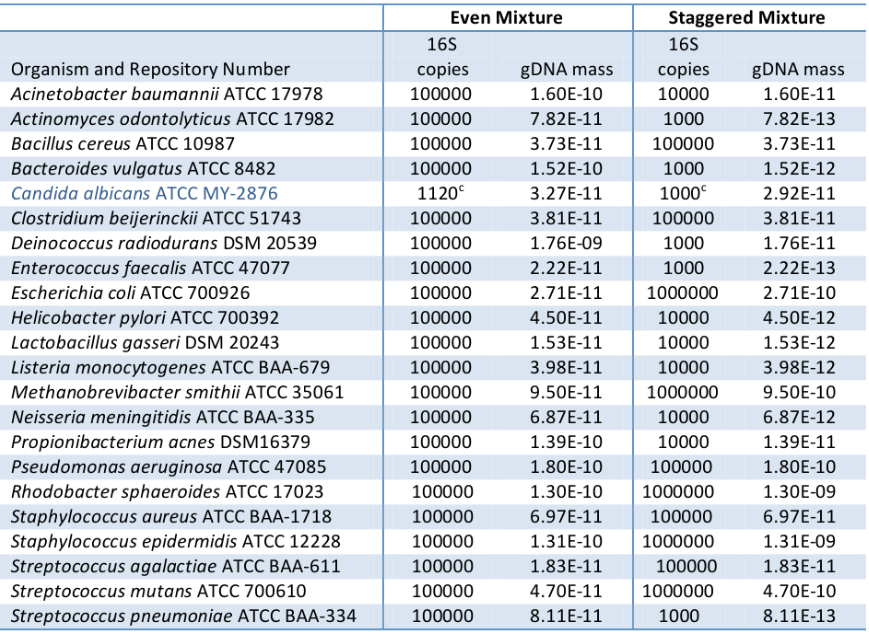 Even Mixture Staggered Mixture
16S 16S
Organism and Repository Number copies gDNA mass copies gDNA mass
Acinetobacter baumannii ATCC 17978 100000 1.60E-10 10000 1.60E-11
Actinomyces odontolyticus ATCC 17982 100000 7.82E-11 1000 7.82E-13
Bacillus cereus ATCC 10987 100000 3.73E-11 100000 3.73E-11
Bacteroides vulgatus ATCC 8482 100000 1.52E-10 1000 1.52E-12
Candida albicans ATCC MY-2876 1120c 3.27E-11 1000c 2.92E-11
Clostridium beijerinckii ATCC 51743 100000 3.81E-11 100000 3.81E-11
Deinococcus radiodurans DSM 20539 100000 1.76E-09 1000 1.76E-11
Enterococcus faecalis ATCC 47077 100000 2.22E-11 1000 2.22E-13
Escherichia coli ATCC 700926 100000 2.71E-11 1000000 2.71E-10
Helicobacter pylori ATCC 700392 100000 4.50E-11 10000 4.50E-12
Lactobacillus gasseri DSM 20243 100000 1.53E-11 10000 1.53E-12
Listeria monocytogenes ATCC BAA-679 100000 3.98E-11 10000 3.98E-12
Methanobrevibacter smithii ATCC 35061 100000 9.50E-11 1000000 9.50E-10
Neisseria meningitidis ATCC BAA-335 100000 6.87E-11 10000 6.87E-12
Propionibacterium acnes DSM16379 100000 1.39E-10 10000 1.39E-11
Pseudomonas aeruginosa ATCC 47085 100000 1.80E-10 100000 1.80E-10
Rhodobacter sphaeroides ATCC 17023 100000 1.30E-10 1000000 1.30E-09
Staphylococcus aureus ATCC BAA-1718 100000 6.97E-11 100000 6.97E-11
Staphylococcus epidermidis ATCC 12228 100000 1.31E-10 1000000 1.31E-09
Streptococcus agalactiae ATCC BAA-611 100000 1.83E-11 100000 1.83E-11
Streptococcus mutans ATCC 700610 100000 4.70E-11 1000000 4.70E-10
Streptococcus pneumoniae ATCC BAA-334 100000 8.11E-11 1000 8.11E-13